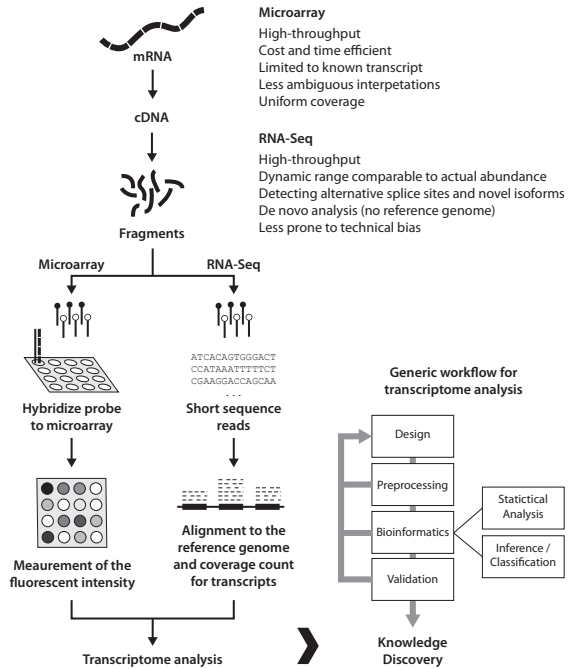 Microarray
High-throughput
Cost and time efficient
Limited to known transcript
Less ambiguous interpetations
Uniform coverage
mRNA
cDNA
RNA-Seq
High-throughput
Dynamic range comparable to actual abundance
Detecting alternative splice sites and novel isoforms
De novo analysis (no reference genome)
Less prone to technical bias
Fragments
Microarray
RNA-Seq
ATCACAGTGGGACT
CCATAAATTTTTCT
CGAAGGACCAGCAA
...
Hybridize probe
to microarray
Short sequence
reads
Meaurement of the
fluorescent intensity
Alignment to the
reference genome
and coverage count
for transcripts
Transcriptome analysis
Generic workflow for
transcriptome analysis
Design
Preprocessing
Bioinformatics
Statictical
Analysis
Inference /
Classification
Validation
Knowledge
Discovery